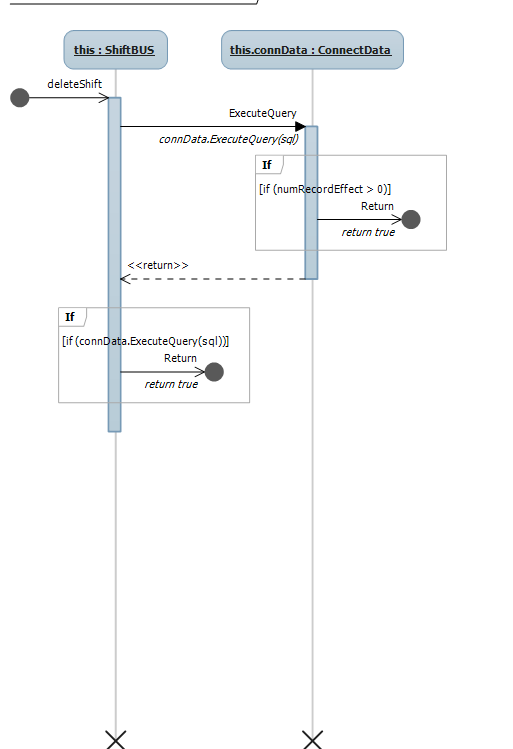 this : ShiftBUS
this.connData : ConnectData
deleteShift
ExecuteQuery
connData.ExecuteQuery(sql)
If
[if (numRecordEffect > 0)]
Return
return true
<<return>>
If
[if (connData.ExecuteQuery(sql))]
Return
return true